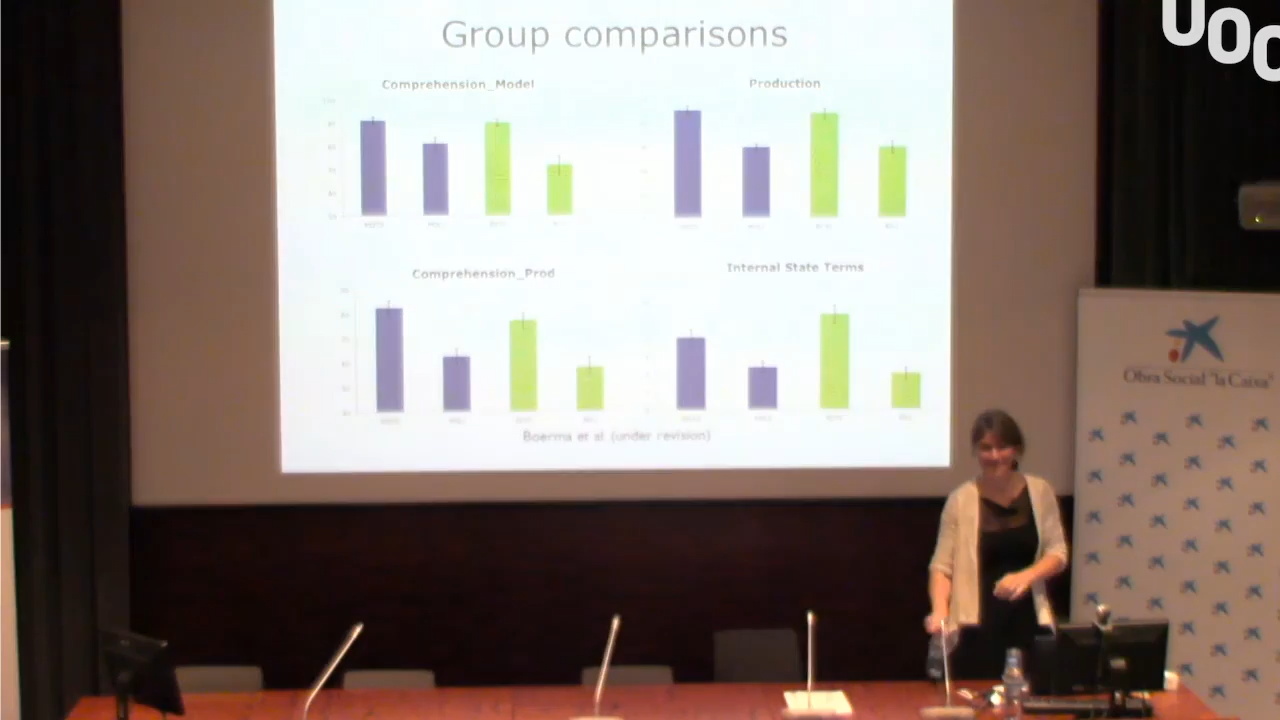 Group comparisons
Comprehension_Model
Production
Comprehension_Prod
Internal State Terms
Boerma et al (under revision)
UOC
Obra Social "la Caixa"